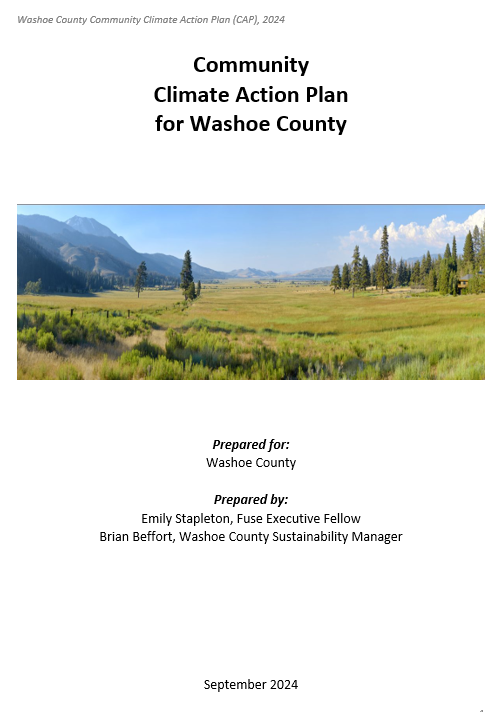 Washoe County Community Climate Action Plan (CAP), 2024
Community
Climate Action Plan
for Washoe County
Prepared for:
Washoe County
Prepared by:
Emily Stapleton, Fuse Executive Fellow
Brian Beffort, Washoe County Sustainability Manager
September 2024